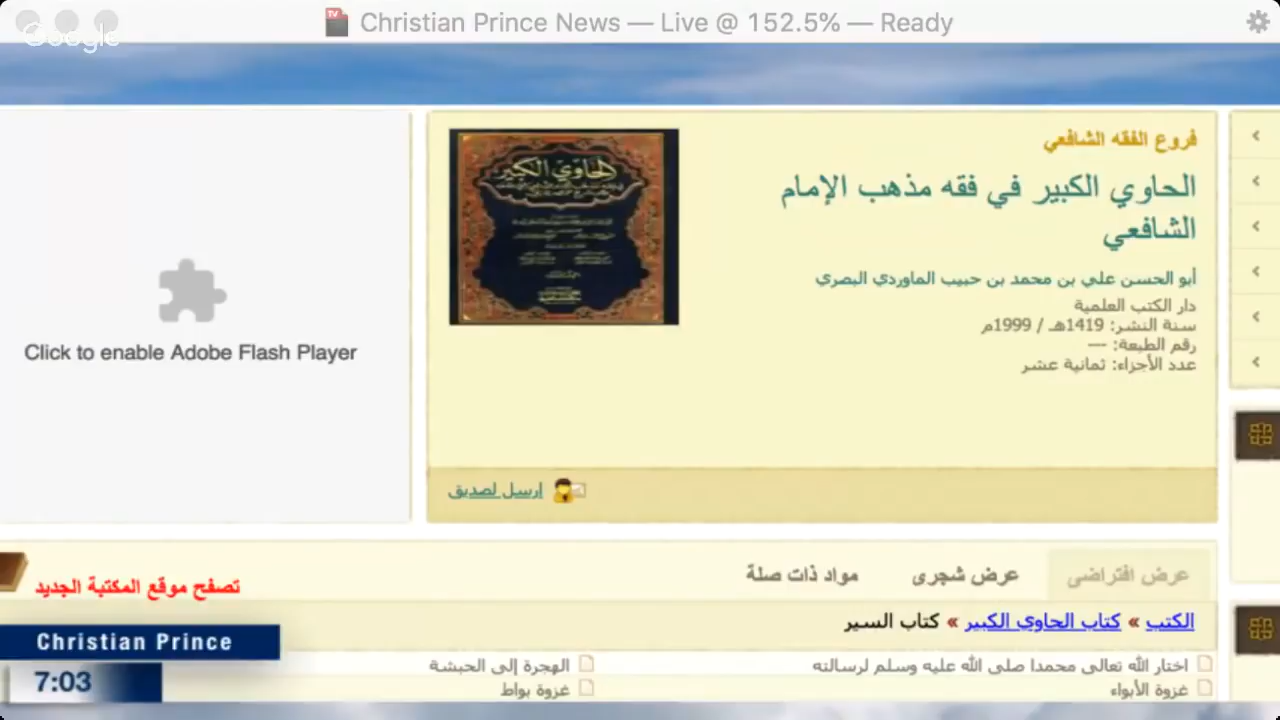 Google
Christian Prince News — Live @ 152.5% — Ready
Click to enable Adobe Flash Player
الحاوي الكبير
فروع الفقه الشافعي
الحاوي الكبير في فقه مذهب الإمام
الشافعي
أبو الحسن علي بن محمد بن حبيب الماوردي البصري
دار الكتب العلمية
سنة النشر: 1419هـ / 1999م
رقم الطبعة: ---
عدد الأجزاء: ثمانية عشر
ارسل لصديق
عرض افتراضي
عرض شجرى
مواد ذات صلة
تصفح موقع المكتبة الجديد
الكتب » كتاب الحاوي الكبير » كتاب السير
اختار الله تعالى محمدا صلى الله عليه وسلم لرسالته
الهجرة إلى الحبشة
غزوة الأبواء
غزوة بواط
Christian Prince
7:03